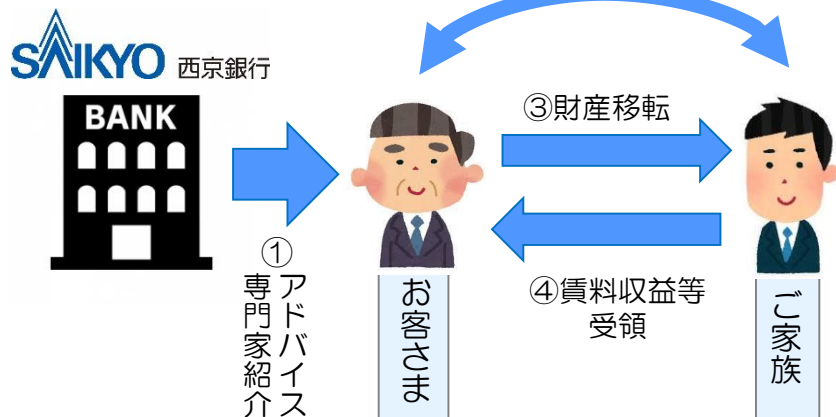 SAIKYO 西京銀行
BANK
①
アドバイス
専門家紹介
お客さま
③財産移転
④賃料収益等
受領
ご家族